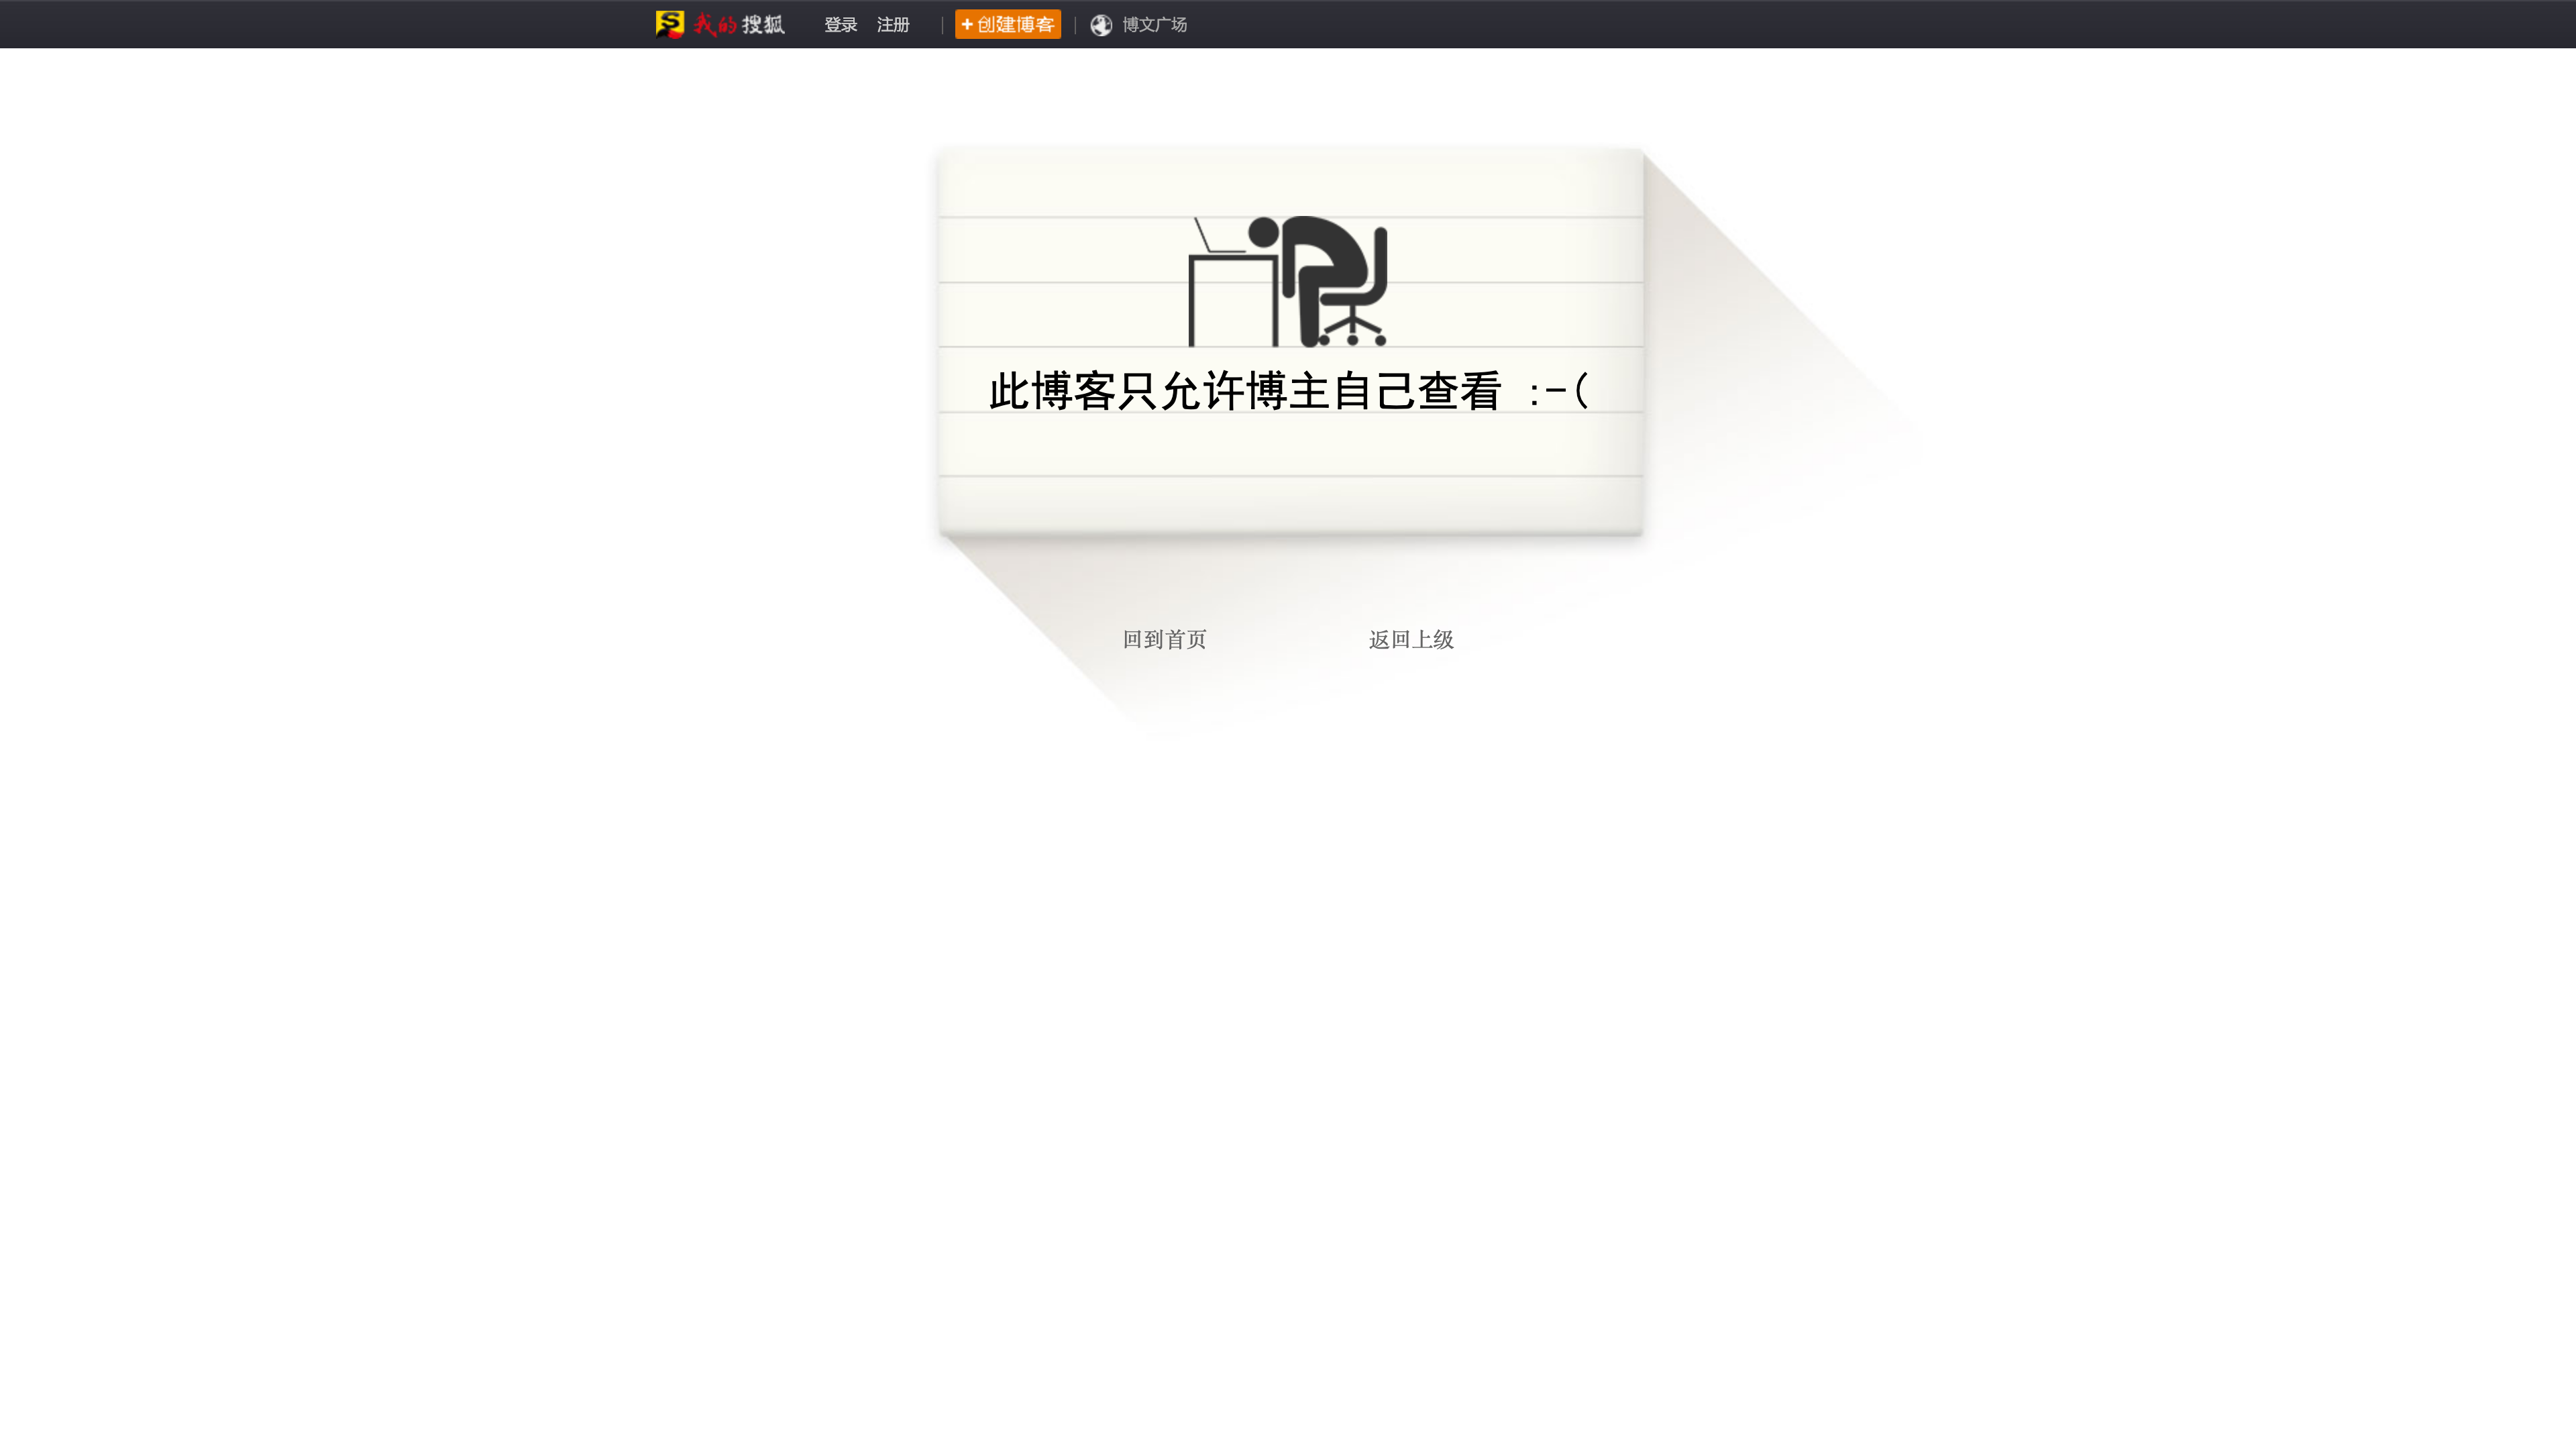 我的搜狐 登录 注册 | +创建博客 | 博文广场
此博客只允许博主自己查看 :-(
回到首页 返回上级